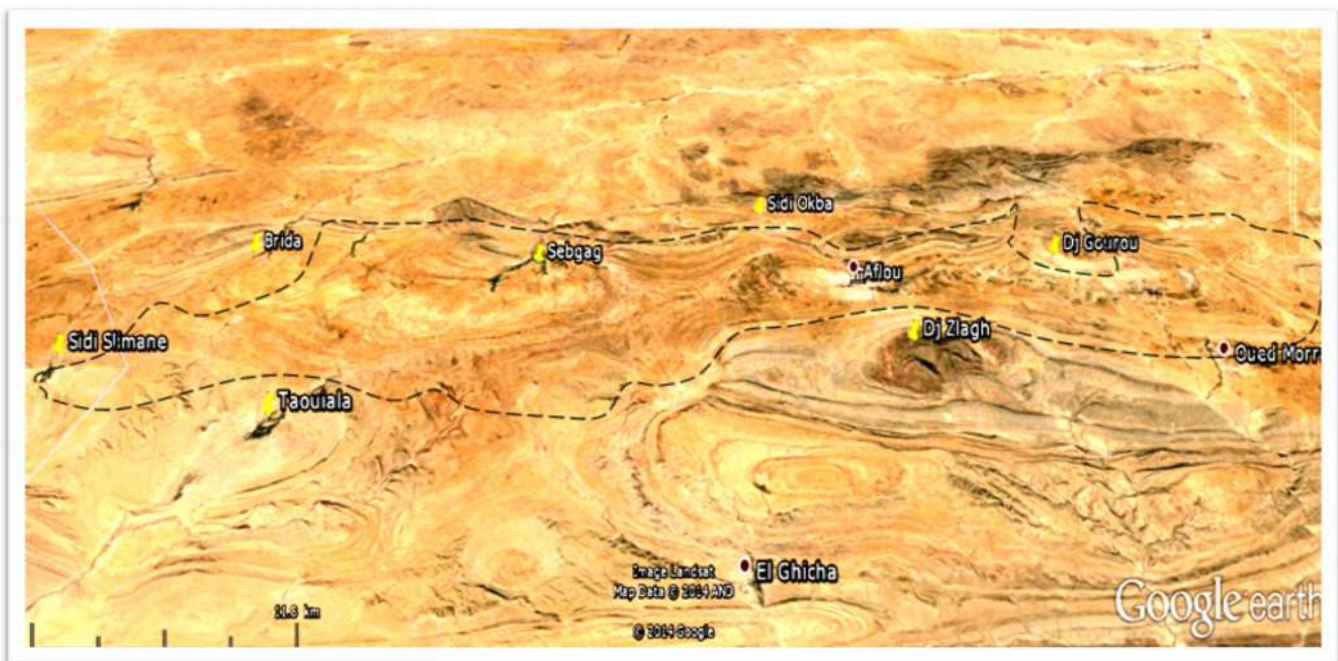 Sidi Okba
Brida
Sebgag
Dj Gourou
Aflou
Sidi Slimane
Dj Zlagh
Oued Morra
Taouiala
Image Landsat
El Ghicha
Map Data © 2014 AND
Google earth
© 2014 Google